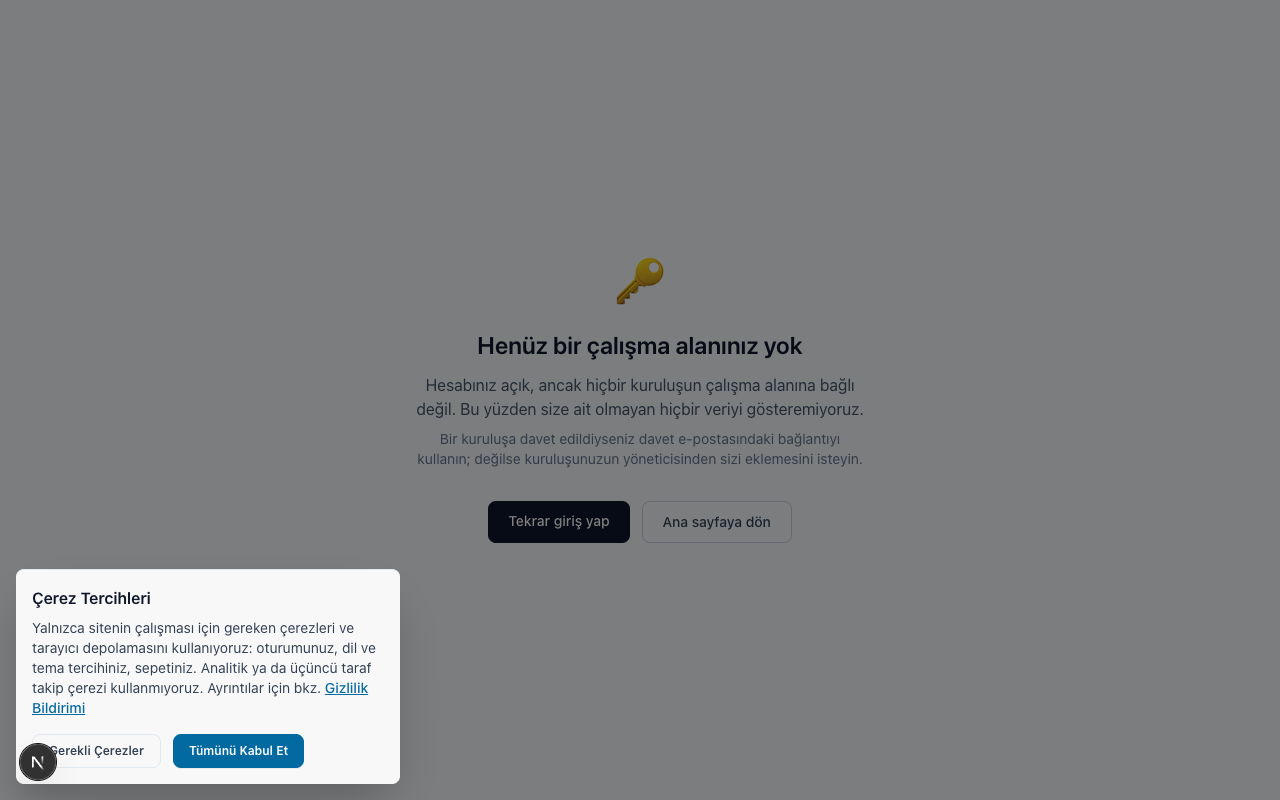 Henüz bir çalışma alanınız yok
Hesabınız açık, ancak hiçbir kuruluşun çalışma alanına bağlı
değil. Bu yüzden size ait olmayan hiçbir veriyi gösteremiyoruz.
Bir kuruluşa davet edildiyseniz davet e-postasındaki bağlantıyı
kullanın; değilse kuruluşunuzun yöneticisinden sizi eklemesini isteyin.
Tekrar giriş yap
Ana sayfaya dön
Çerez Tercihleri
Yalnızca sitenin çalışması için gereken çerezleri ve
tarayıcı depolamasını kullanıyoruz: oturumunuz, dil ve
tema tercihiniz, sepetiniz. Analitik ya da üçüncü taraf
takip çerezi kullanmıyoruz. Ayrıntılar için bkz. Gizlilik
Bildirimi
Gerekli Çerezler
Tümünü Kabul Et
N